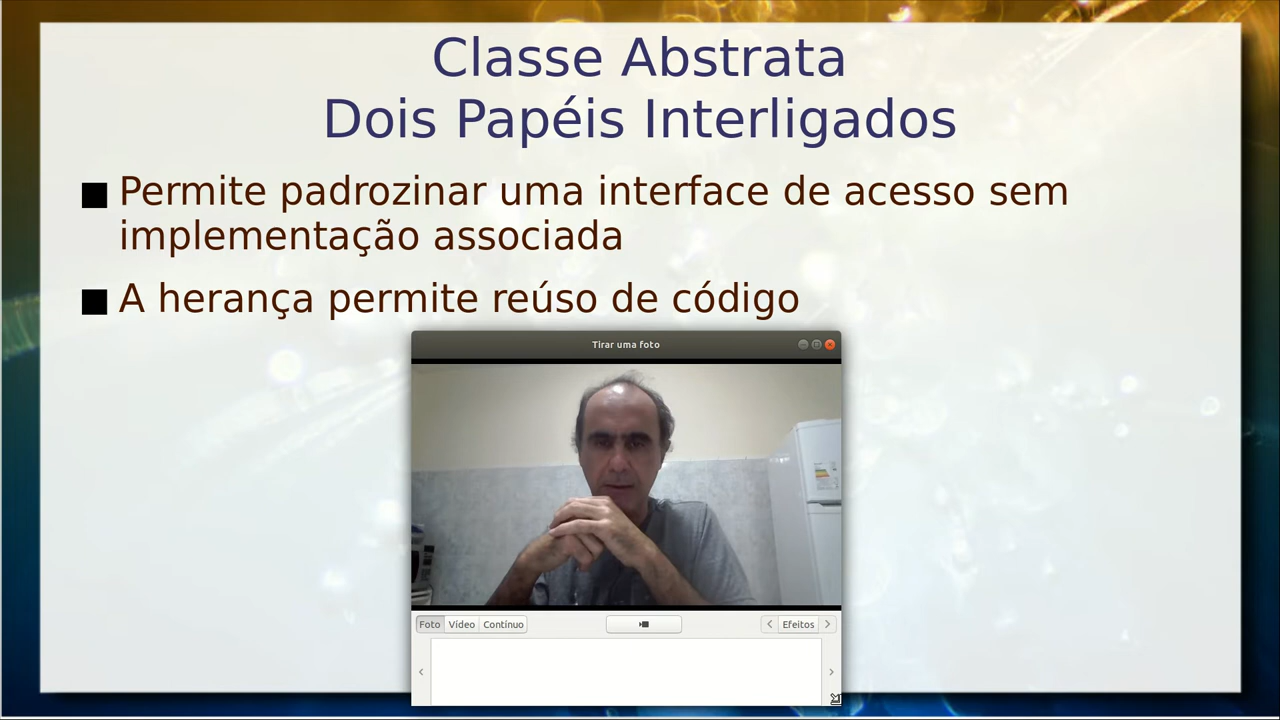 Classe Abstrata
Dois Papéis Interligados
Permite padrozinar uma interface de acesso sem
implementação associada
A herança permite reúso de código
Tirar uma foto
Foto Vídeo Contínuo Efeitos